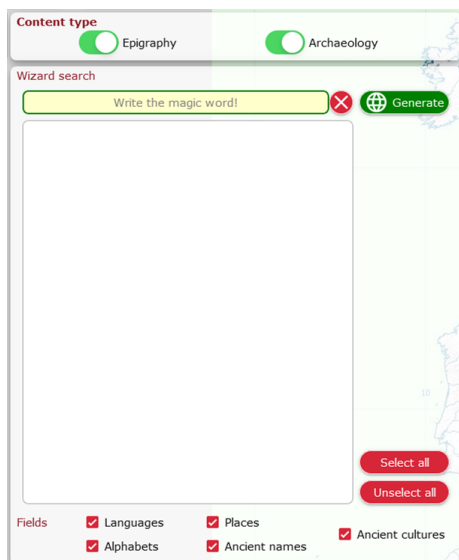 Content type
Epigraphy Archaeology
Wizard search
Write the magic word! Generate
10
Select all
Unselect all
Fields Languages Places Ancient cultures
Alphabets Ancient names